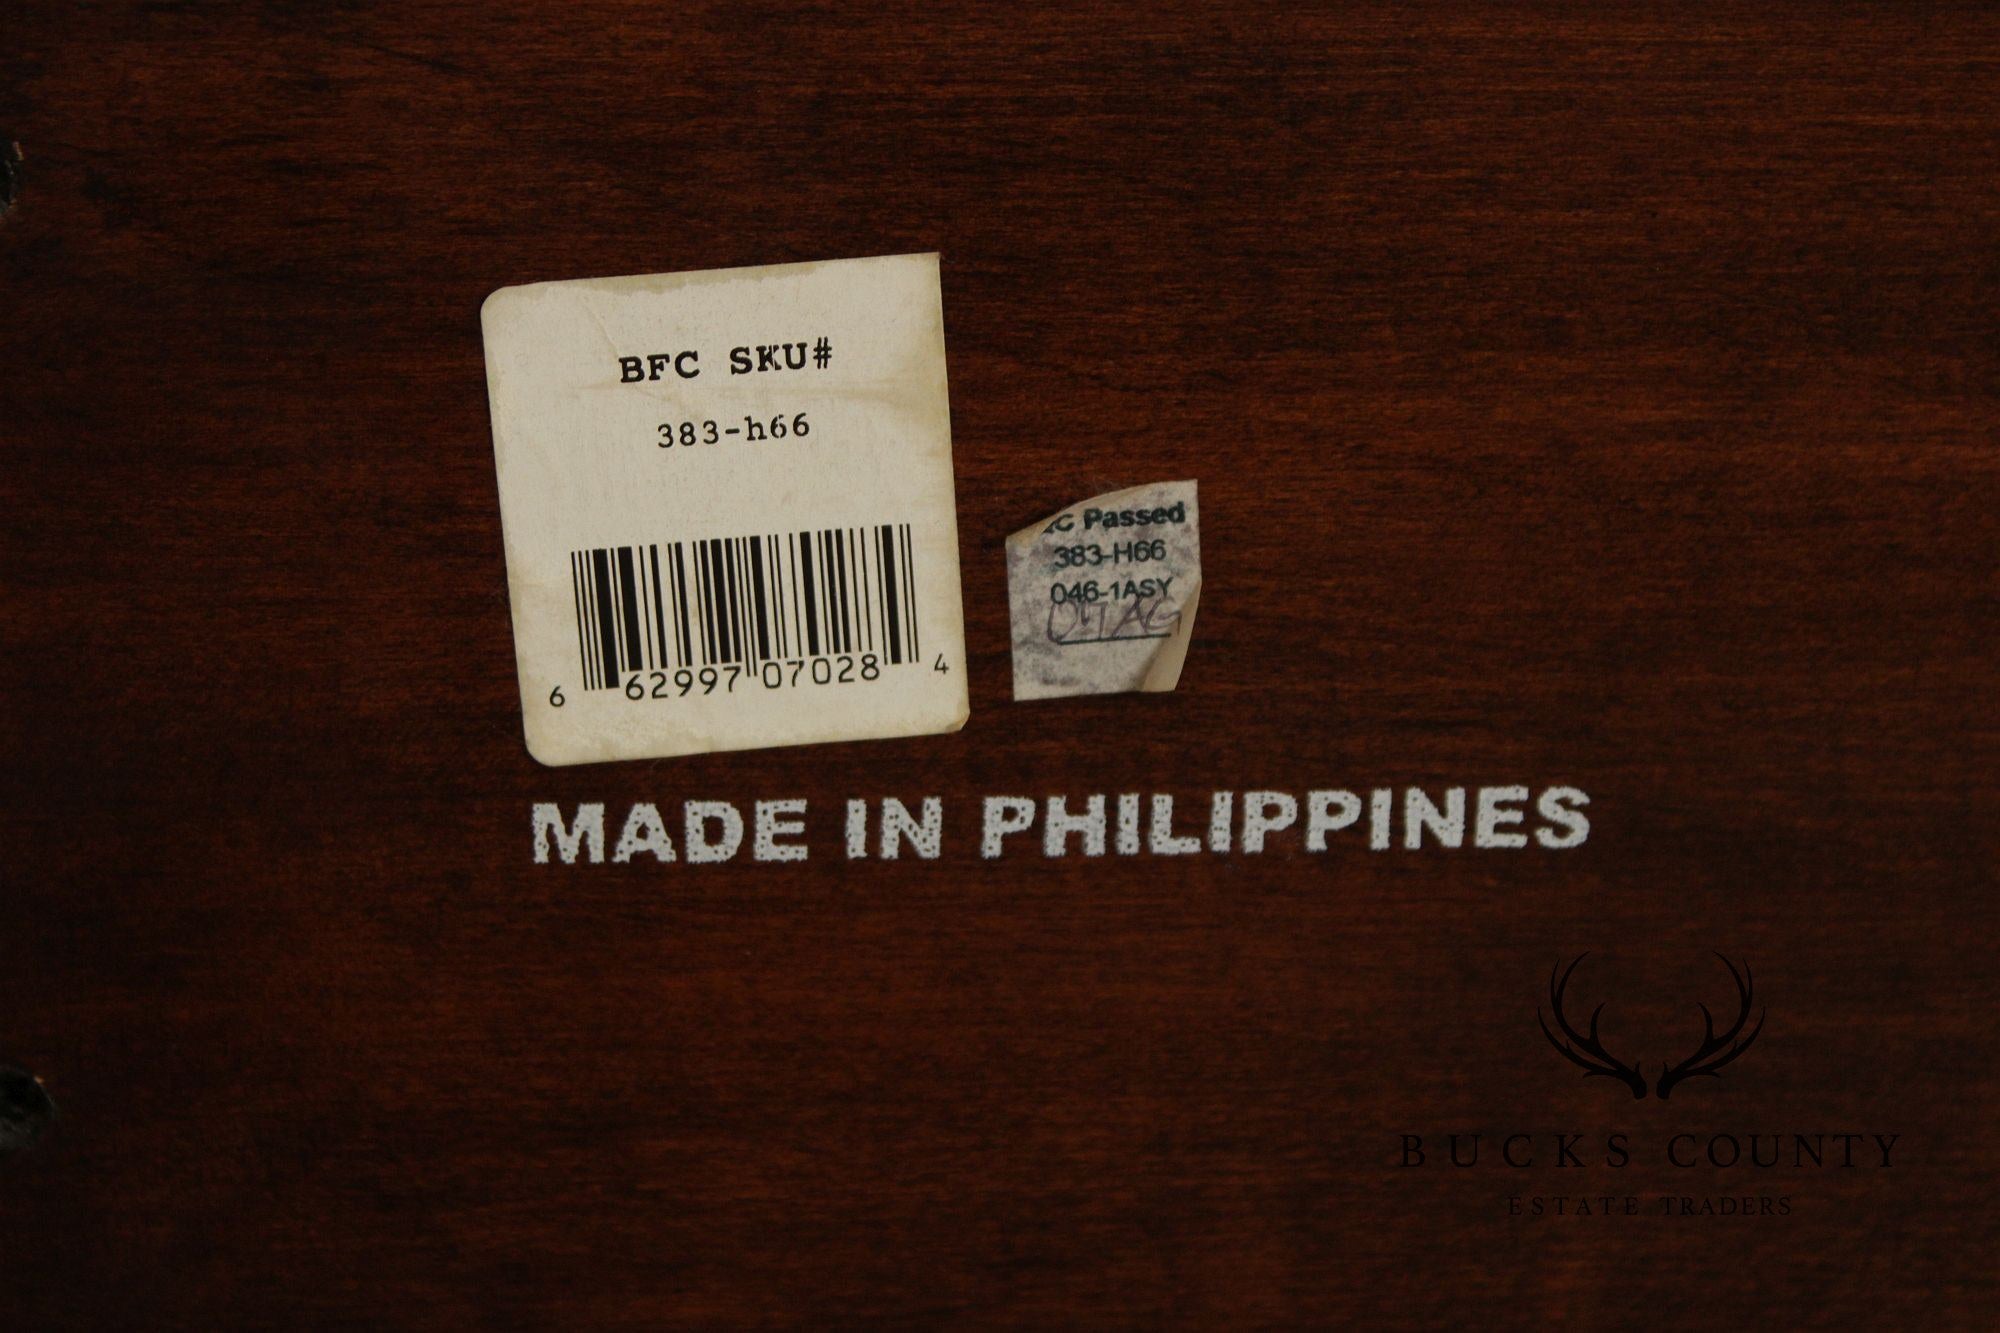 BFC SKU#
383-h66
6 62997 07028 4
Passed
383-H66
046-1ASY
MADE IN PHILIPPINES
BUCKS COUNTY
ESTATE TRADERS